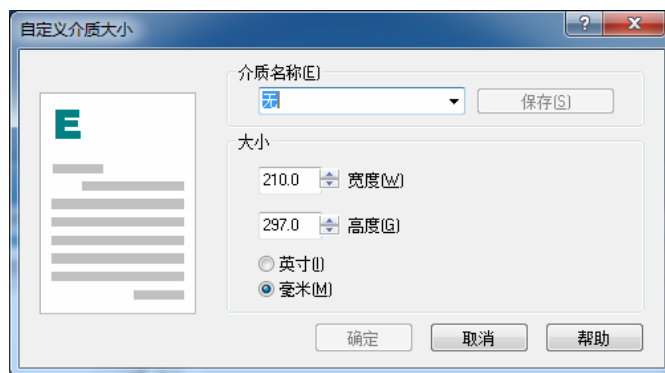 自定义介质大小
介质名称(E)
无
保存(S)
E
大小
210.0 宽度(W)
297.0 高度(G)
英寸(I)
毫米(M)
确定 取消 帮助